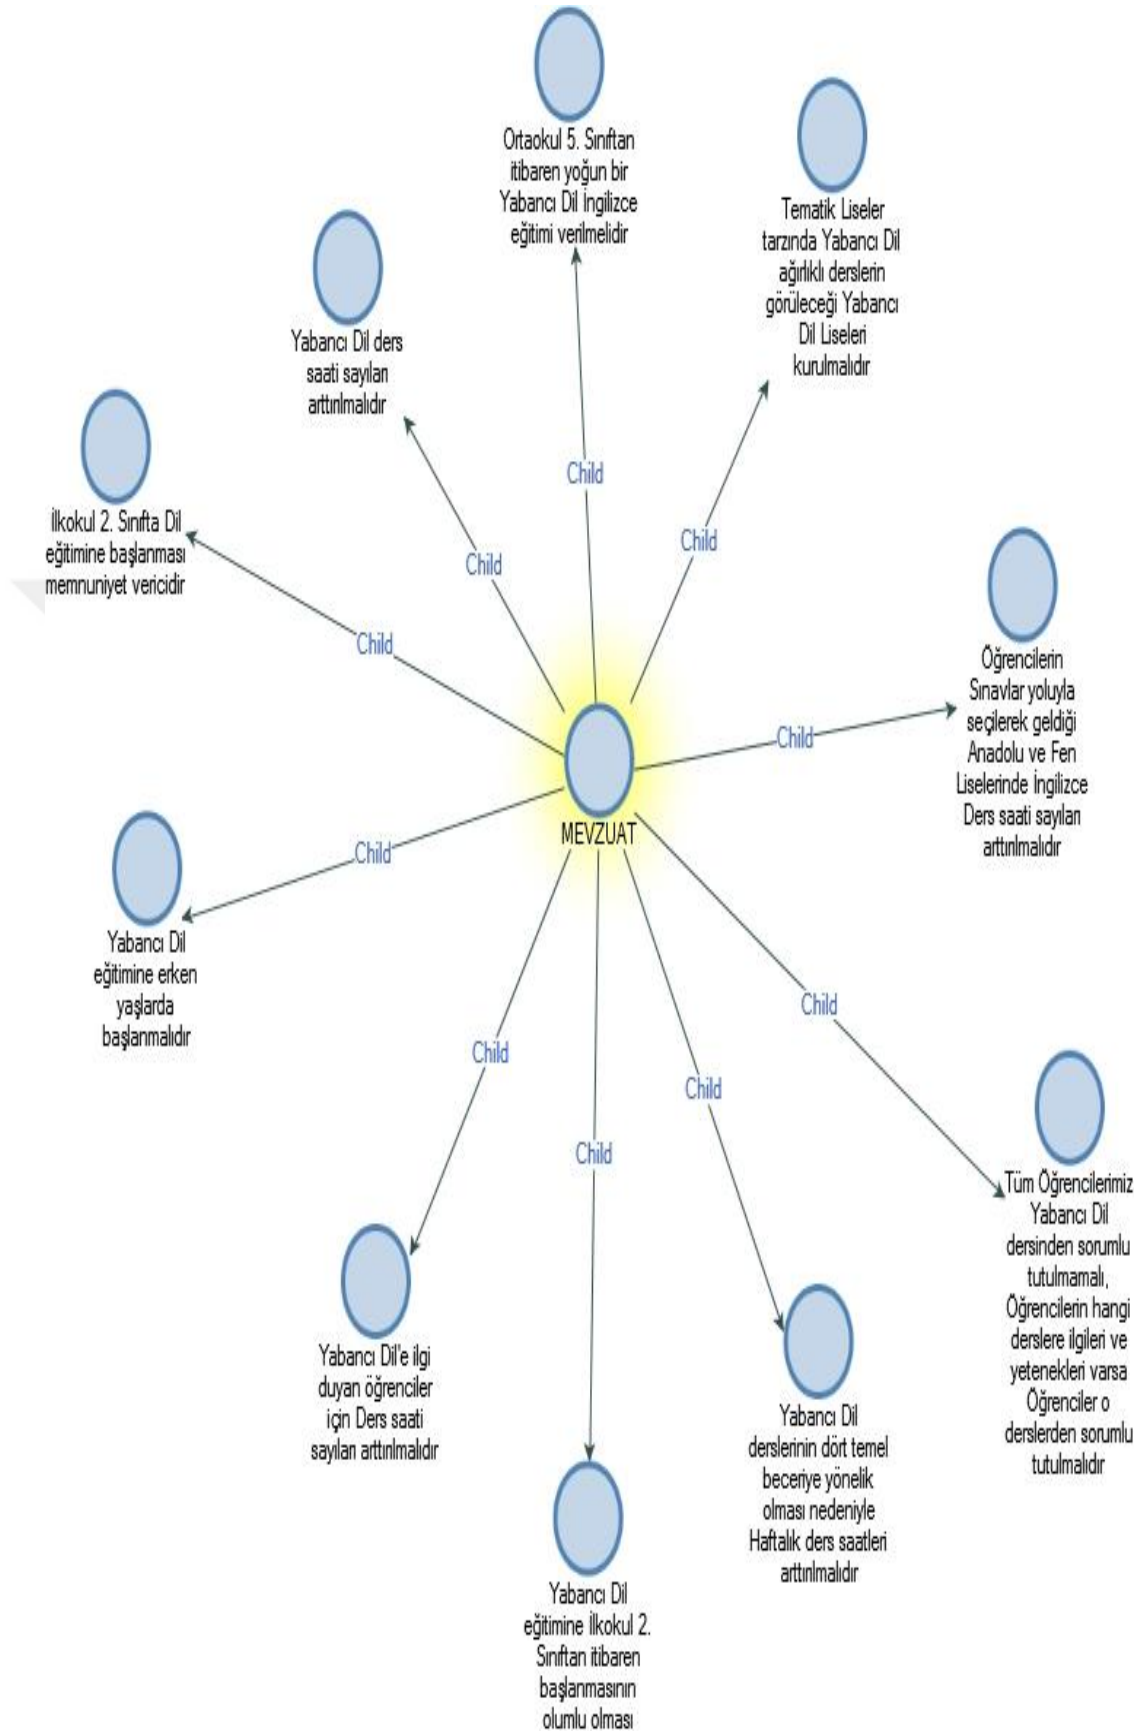 Ortaokul 5. Sınıftan
itibaren yoğun bir
Yabancı Dil İngilizce
eğitimi verilmelidir
Tematik Liseler
tarzında Yabancı Dil
ağırlıklı derslerin
görüleceği Yabancı
Dil Liseleri
kurulmalıdır
Yabancı Dil ders
saati sayıları
arttırılmalıdır
Child
İlkokul 2. Sınıfta Dil
eğitimine başlanması
memnuniyet vericidir
Child
Child
Child
Öğrencilerin
Sınavlar yoluyla
seçilerek geldiği
Anadolu ve Fen
Liselerinde İngilizce
Ders saati sayıları
arttırılmalıdır
Child
MEVZUAT
Child
Yabancı Dil
eğitimine erken
yaşlarda
başlanmalıdır
Child
Child
Child
Child
Tüm Öğrencilerimiz
Yabancı Dil
dersinden sorumlu
tutulmamalı,
Öğrencilerin hangi
derslere ilgileri ve
yetenekleri varsa
Öğrenciler o
derslerden sorumlu
tutulmalıdır
Yabancı Dil'e ilgi
duyan öğrenciler
için Ders saati
sayıları arttırılmalıdır
Yabancı Dil
derslerinin dört temel
beceriye yönelik
olması nedeniyle
Haftalık ders saatleri
arttırılmalıdır
Yabancı Dil
eğitimine İlkokul 2.
Sınıftan itibaren
başlanmasının
olumlu olması